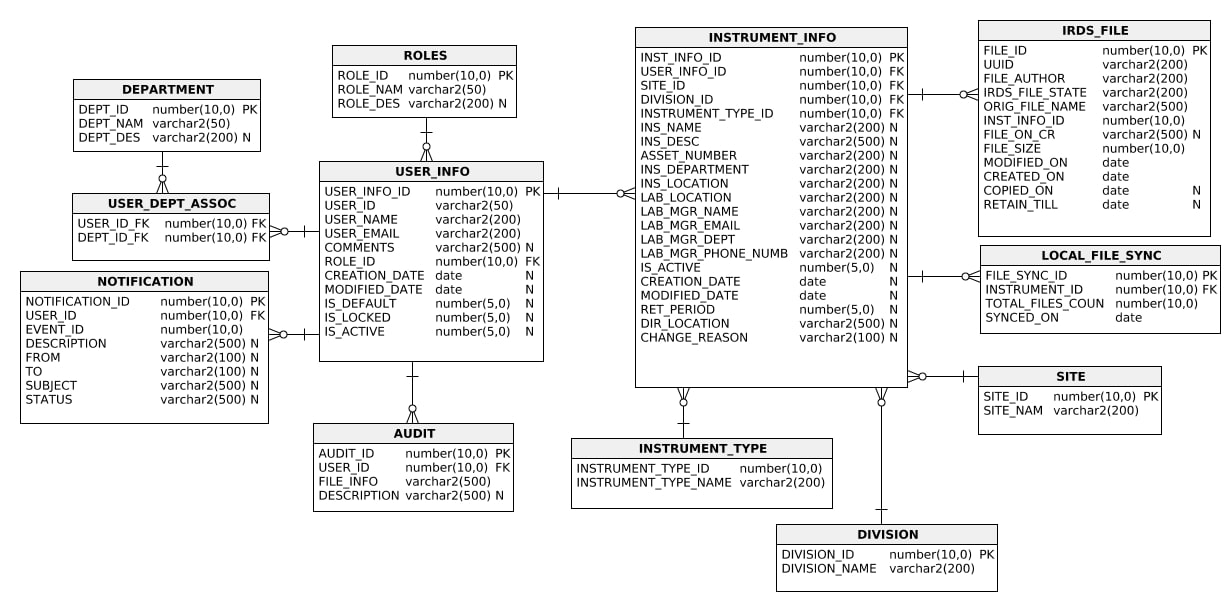 DEPARTMENT
DEPT_ID number(10,0) PK
DEPT_NAM varchar2(50)
DEPT_DES varchar2(200) N
ROLES
ROLE_ID number(10,0) PK
ROLE_NAM varchar2(50)
ROLE_DES varchar2(200) N
USER_DEPT_ASSOC
USER_ID_FK number(10,0) FK
DEPT_ID_FK number(10,0) FK
USER_INFO
USER_INFO_ID number(10,0) PK
USER_ID varchar2(50)
USER_NAME varchar2(200)
USER_EMAIL varchar2(200)
COMMENTS varchar2(500) N
ROLE_ID number(10,0) FK
CREATION_DATE date N
MODIFIED_DATE date N
IS_DEFAULT number(5,0) N
IS_LOCKED number(5,0) N
IS_ACTIVE number(5,0) N
NOTIFICATION
NOTIFICATION_ID number(10,0) PK
USER_ID number(10,0) FK
EVENT_ID number(10,0)
DESCRIPTION varchar2(500) N
FROM varchar2(100) N
TO varchar2(100) N
SUBJECT varchar2(500) N
STATUS varchar2(500) N
AUDIT
AUDIT_ID number(10,0) PK
USER_ID number(10,0) FK
FILE_INFO varchar2(500)
DESCRIPTION varchar2(500) N
INSTRUMENT_INFO
INST_INFO_ID number(10,0) PK
USER_INFO_ID number(10,0) FK
SITE_ID number(10,0) FK
DIVISION_ID number(10,0) FK
INSTRUMENT_TYPE_ID number(10,0) FK
INS_NAME varchar2(200) N
INS_DESC varchar2(500) N
ASSET_NUMBER varchar2(200) N
INS_DEPARTMENT varchar2(200) N
INS_LOCATION varchar2(200) N
LAB_LOCATION varchar2(200) N
LAB_MGR_NAME varchar2(200) N
LAB_MGR_EMAIL varchar2(200) N
LAB_MGR_DEPT varchar2(200) N
LAB_MGR_PHONE_NUMB varchar2(200) N
IS_ACTIVE number(5,0) N
CREATION_DATE date N
MODIFIED_DATE date N
RET_PERIOD number(5,0) N
DIR_LOCATION varchar2(500) N
CHANGE_REASON varchar2(100) N
IRDS_FILE
FILE_ID number(10,0) PK
UUID varchar2(200)
FILE_AUTHOR varchar2(200)
IRDS_FILE_STATE varchar2(200)
ORIG_FILE_NAME varchar2(500)
INST_INFO_ID number(10,0)
FILE_ON_CR varchar2(500) N
FILE_SIZE number(10,0)
MODIFIED_ON date
CREATED_ON date
COPIED_ON date N
RETAIN_TILL date N
LOCAL_FILE_SYNC
FILE_SYNC_ID number(10,0) PK
INSTRUMENT_ID number(10,0) FK
TOTAL_FILES_COUN number(10,0)
SYNCED_ON date
SITE
SITE_ID number(10,0) PK
SITE_NAM varchar2(200)
INSTRUMENT_TYPE
INSTRUMENT_TYPE_ID number(10,0)
INSTRUMENT_TYPE_NAME varchar2(200)
DIVISION
DIVISION_ID number(10,0) PK
DIVISION_NAME varchar2(200)